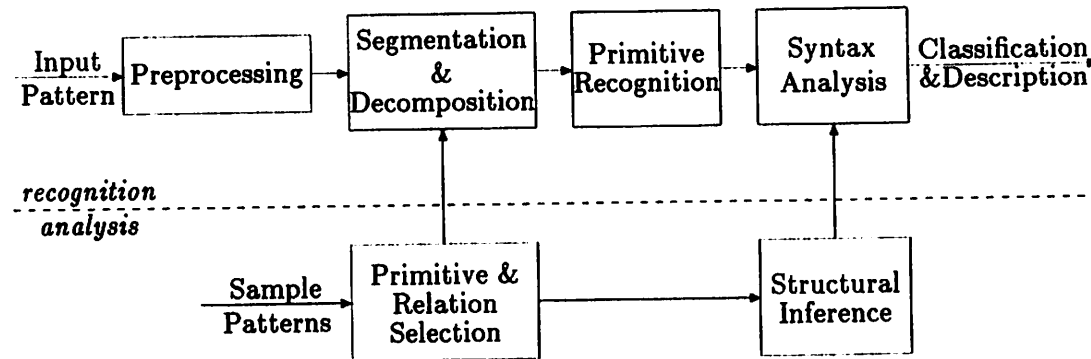 Input
Pattern
Preprocessing
Segmentation
&
Decomposition
Primitive
Recognition
Syntax
Analysis
Classification
&Description
recognition
analysis
Sample
Patterns
Primitive &
Relation
Selection
Structural
Inference